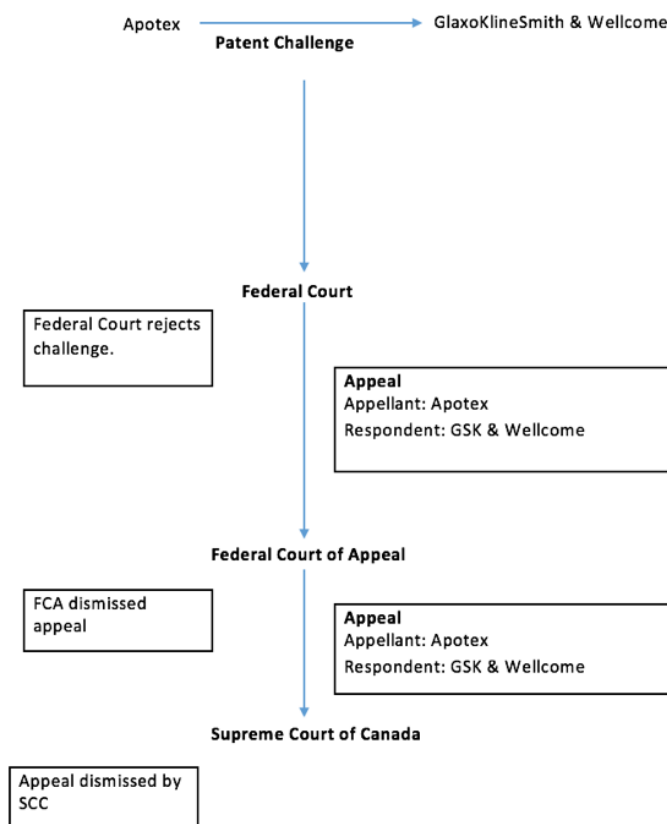 Apotex
GlaxoKlineSmith & Wellcome
Patent Challenge
Federal Court
Federal Court rejects
challenge.
Appeal
Appellant: Apotex
Respondent: GSK & Wellcome
Federal Court of Appeal
FCA dismissed
appeal
Appeal
Appellant: Apotex
Respondent: GSK & Wellcome
Supreme Court of Canada
Appeal dismissed by
SCC